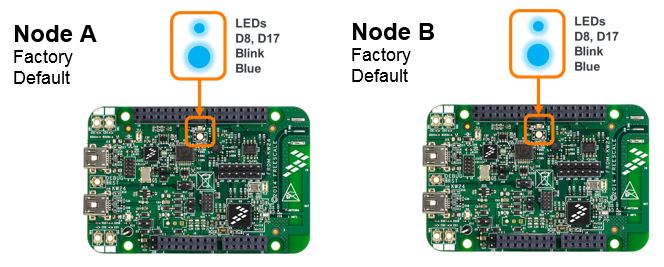 Node A
Factory
Default
LEDs
D8, D17
Blink
Blue
Node B
Factory
Default
LEDs
D8, D17
Blink
Blue